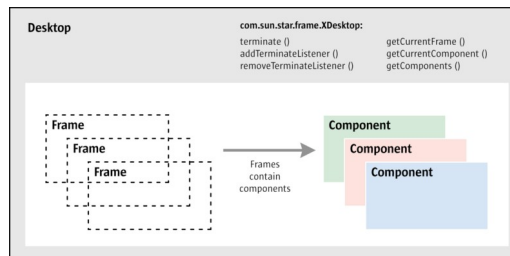 Desktop
com.sun.star.frame.XDesktop:
terminate () getCurrentFrame ()
addTerminateListener () getCurrentComponent ()
removeTerminateListener () getComponents ()
Frame
Frame
Frame
Frames
contain
components
Component
Component
Component